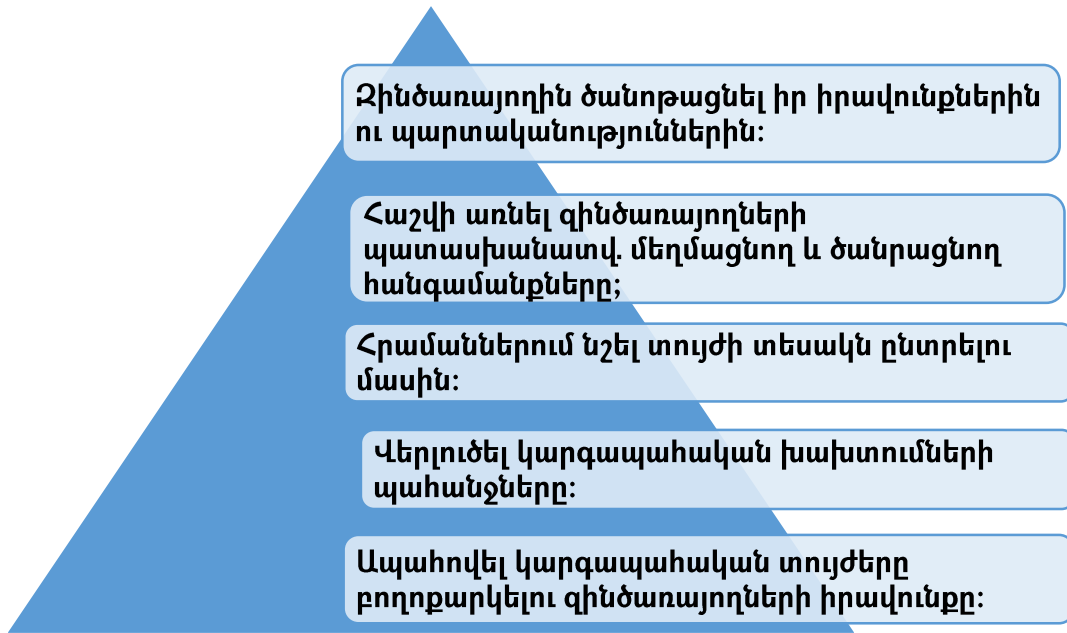 Զինծառայողին ծանոթացնել իր իրավունքներին
ու պարտականություններին։
Հաշվի առնել զինծառայողների
պատասխանատվ. մեղմացնող և ծանրացնող
հանգամանքները;
Հրամաններում նշել տույժի տեսակն ընտրելու
մասին։
Վերլուծել կարգապահական խախտումների
պահանջները։
Ապահովել կարգապահական տույժերը
բողոքարկելու զինծառայողների իրավունքը։